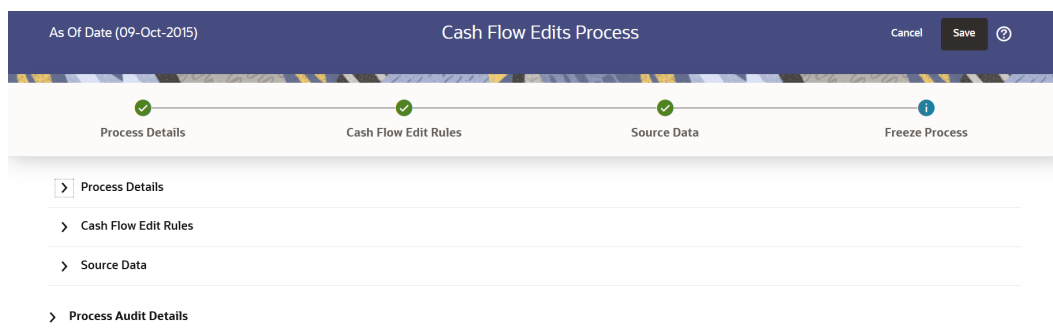 As Of Date (09-Oct-2015) Cash Flow Edits Process Cancel Save
Process Details Cash Flow Edit Rules Source Data Freeze Process
Process Details
Cash Flow Edit Rules
Source Data
Process Audit Details